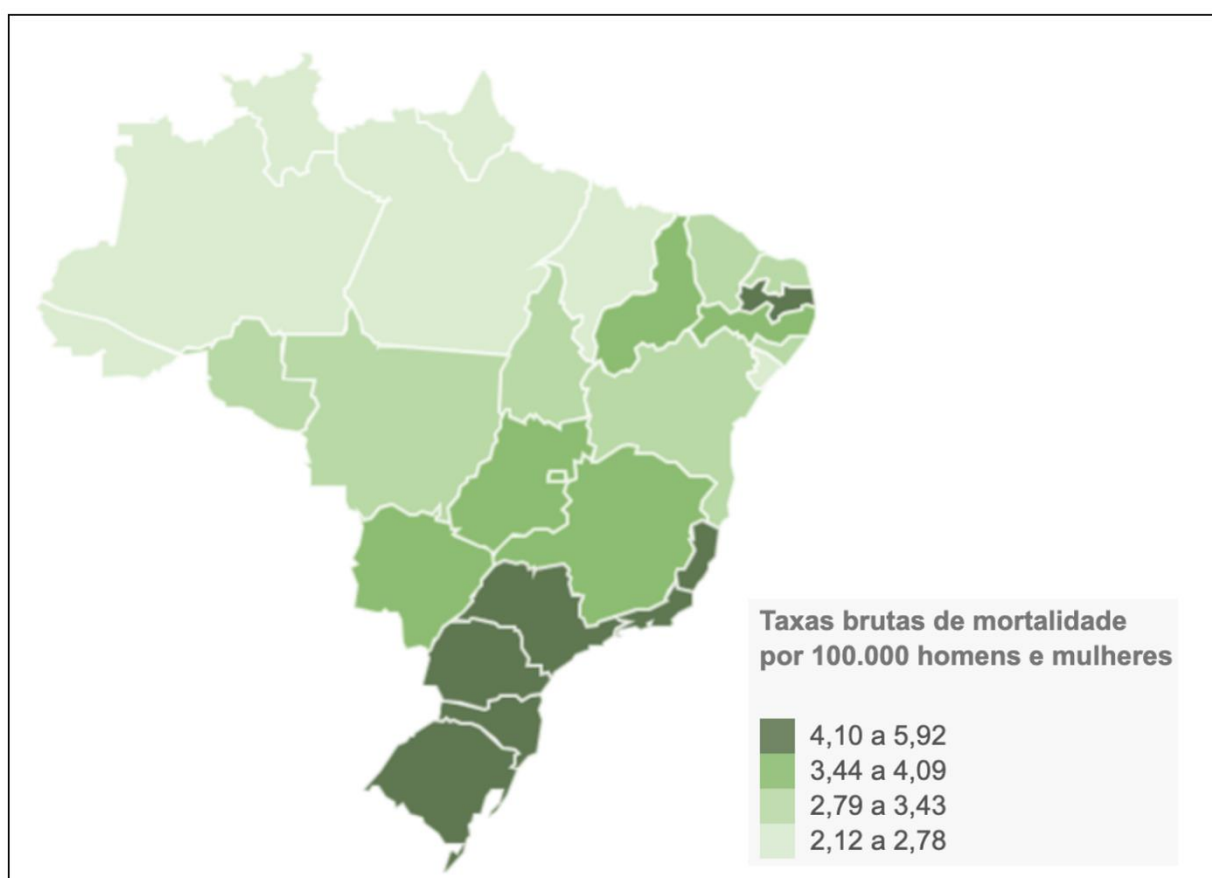 Taxas brutas de mortalidade
por 100.000 homens e mulheres
4,10 a 5,92
3,44 a 4,09
2,79 a 3,43
2,12 a 2,78